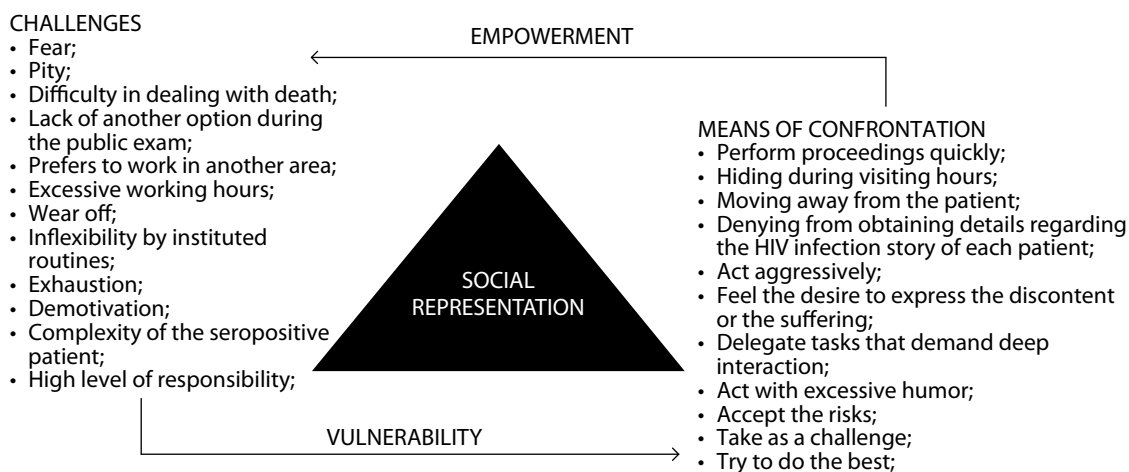 CHALLENGES
• Fear;
• Pity;
• Difficulty in dealing with death;
• Lack of another option during
the public exam;
• Prefers to work in another area;
• Excessive working hours;
• Wear off;
• Inflexibility by instituted
routines;
• Exhaustion;
• Demotivation;
• Complexity of the seropositive
patient;
• High level of responsibility;
EMPOWERMENT
SOCIAL
REPRESENTATION
VULNERABILITY
MEANS OF CONFRONTATION
• Perform proceedings quickly;
• Hiding during visiting hours;
• Moving away from the patient;
• Denying from obtaining details regarding
the HIV infection story of each patient;
• Act aggressively;
• Feel the desire to express the discontent
or the suffering;
• Delegate tasks that demand deep
interaction;
• Act with excessive humor;
• Accept the risks;
• Take as a challenge;
• Try to do the best;